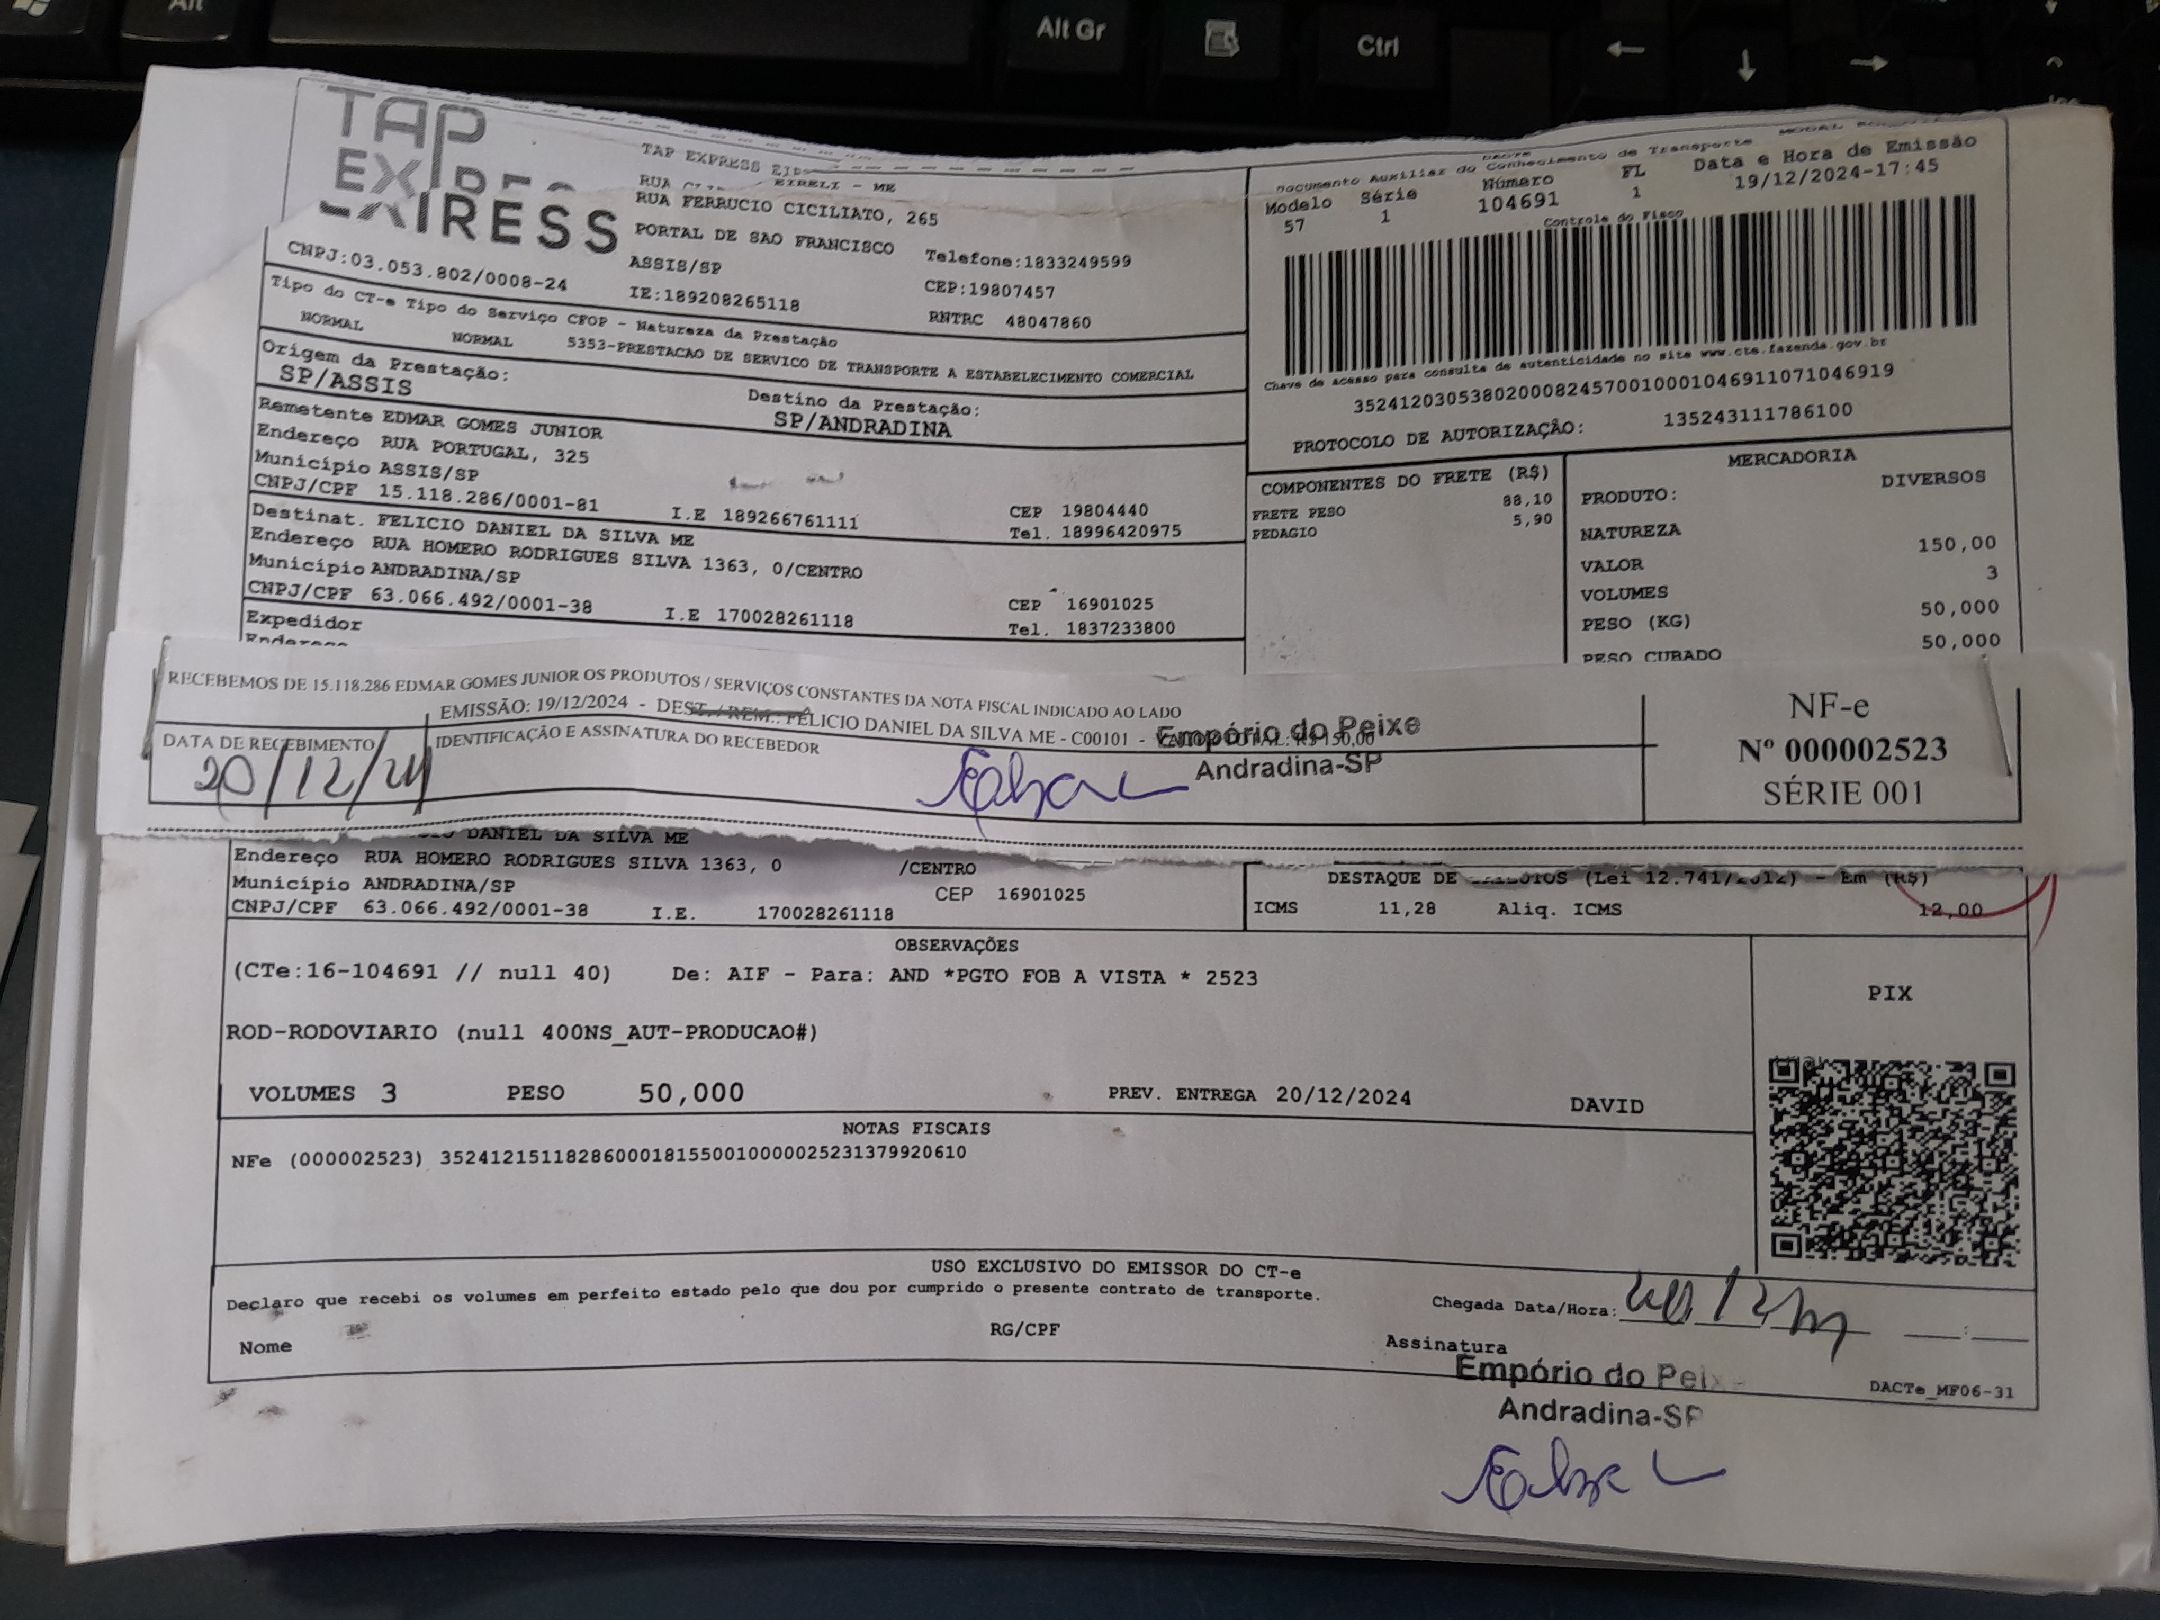 Alt
Alt Gr
Ctrl
TAP
EXPRESS
TAP EXPRESS
EIRELI - ME
RUA FERRUCIO CICILIATO, 265
PORTAL DE SAO FRANCISCO
Telefone:1833249599
CNPJ:03.053.802/0008-24
ASSIS/SP
CEP:19807457
IE:189208265118
RNTRC 48047860
Documento Auxiliar do Conhecimento de Transporte
Modelo Série Número FL Data e Hora de Emissão
57 1 104691 1 19/12/2024-17:45
Controle do Fisco
Chave de acesso para consulta de autenticidade no site www.cte.fazenda.gov.br
35241203053802000824570010001046911071046919
PROTOCOLO DE AUTORIZAÇÃO: 135243111786100
Tipo do CT-e Tipo do Serviço CFOP - Natureza da Prestação
NORMAL NORMAL 5353-PRESTACAO DE SERVICO DE TRANSPORTE A ESTABELECIMENTO COMERCIAL
Origem da Prestação: Destino da Prestação:
SP/ASSIS SP/ANDRADINA
Remetente EDMAR GOMES JUNIOR
Endereço RUA PORTUGAL, 325
Município ASSIS/SP CEP 19804440
CNPJ/CPF 15.118.286/0001-81 I.E 189266761111 Tel. 18996420975
Destinat. FELICIO DANIEL DA SILVA ME
Endereço RUA HOMERO RODRIGUES SILVA 1363, 0/CENTRO
Município ANDRADINA/SP CEP 16901025
CNPJ/CPF 63.066.492/0001-38 I.E 170028261118 Tel. 1837233800
Expedidor
Endereço
COMPONENTES DO FRETE (R$)
FRETE PESO 88,10
PEDAGIO 5,90
MERCADORIA
PRODUTO: DIVERSOS
NATUREZA
VALOR 150,00
VOLUMES 3
PESO (KG) 50,000
PESO CUBADO 50,000
RECEBEMOS DE 15.118.286 EDMAR GOMES JUNIOR OS PRODUTOS / SERVIÇOS CONSTANTES DA NOTA FISCAL INDICADO AO LADO
EMISSÃO: 19/12/2024 - DEST. / REM.: FELICIO DANIEL DA SILVA ME - C00101 - VALOR TOTAL: R$ 150,00
DATA DE RECEBIMENTO IDENTIFICAÇÃO E ASSINATURA DO RECEBEDOR
20/12/24
Empório do Peixe
Andradina-SP
NF-e
Nº 000002523
SÉRIE 001
DANIEL DA SILVA ME
Endereço RUA HOMERO RODRIGUES SILVA 1363, 0 /CENTRO
Município ANDRADINA/SP CEP 16901025
CNPJ/CPF 63.066.492/0001-38 I.E. 170028261118
DESTAQUE DE TRIBUTOS (Lei 12.741/2012) - Em (R$)
ICMS 11,28 Aliq. ICMS 12,00
OBSERVAÇÕES
(CTe:16-104691 // null 40) De: AIF - Para: AND *PGTO FOB A VISTA * 2523
ROD-RODOVIARIO (null 400NS_AUT-PRODUCAO#)
PIX
VOLUMES 3 PESO 50,000 PREV. ENTREGA 20/12/2024 DAVID
NOTAS FISCAIS
NFe (000002523) 35241215118286000181550010000025231379920610
USO EXCLUSIVO DO EMISSOR DO CT-e
Declaro que recebi os volumes em perfeito estado pelo que dou por cumprido o presente contrato de transporte.
Chegada Data/Hora:
Nome RG/CPF Assinatura
Empório do Peixe
Andradina-SP
DACTe_MF06-31